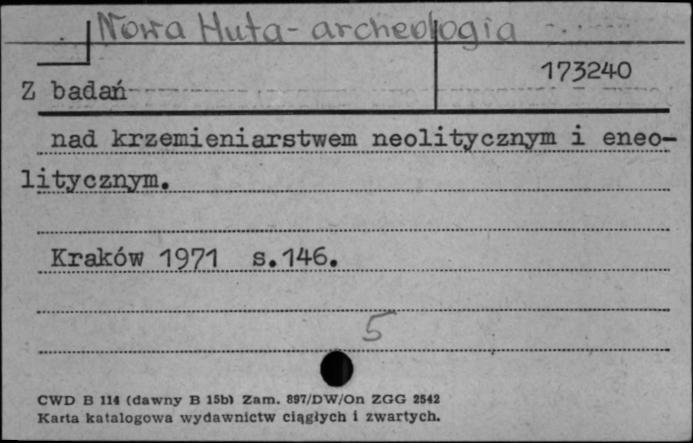 Nowa Huta - archeologia
173240
Z badań
nad krzemieniarstwem neolitycznym i eneo-
litycznym.
Kraków 1971 s.146.
5
CWD B 114 (dawny B 15b) Zam. 897/DW/On ZGG 2542
Karta katalogowa wydawnictw ciągłych i zwartych.